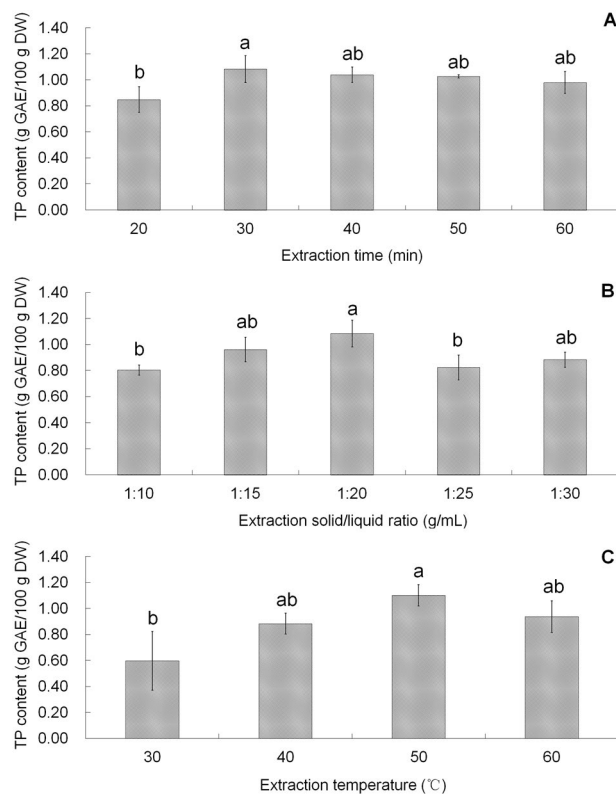 A
TP content (g GAE/100 g DW)
1.40
1.20
1.00
0.80
0.60
0.40
0.20
0.00
b
a
ab
ab
ab
20
30
40
50
60
Extraction time (min)
B
TP content (g GAE/100 g DW)
1.40
1.20
1.00
0.80
0.60
0.40
0.20
0.00
b
ab
a
b
ab
1:10
1:15
1:20
1:25
1:30
Extraction solid/liquid ratio (g/mL)
C
TP content (g GAE/100 g DW)
1.40
1.20
1.00
0.80
0.60
0.40
0.20
0.00
b
ab
a
ab
30
40
50
60
Extraction temperature (℃)